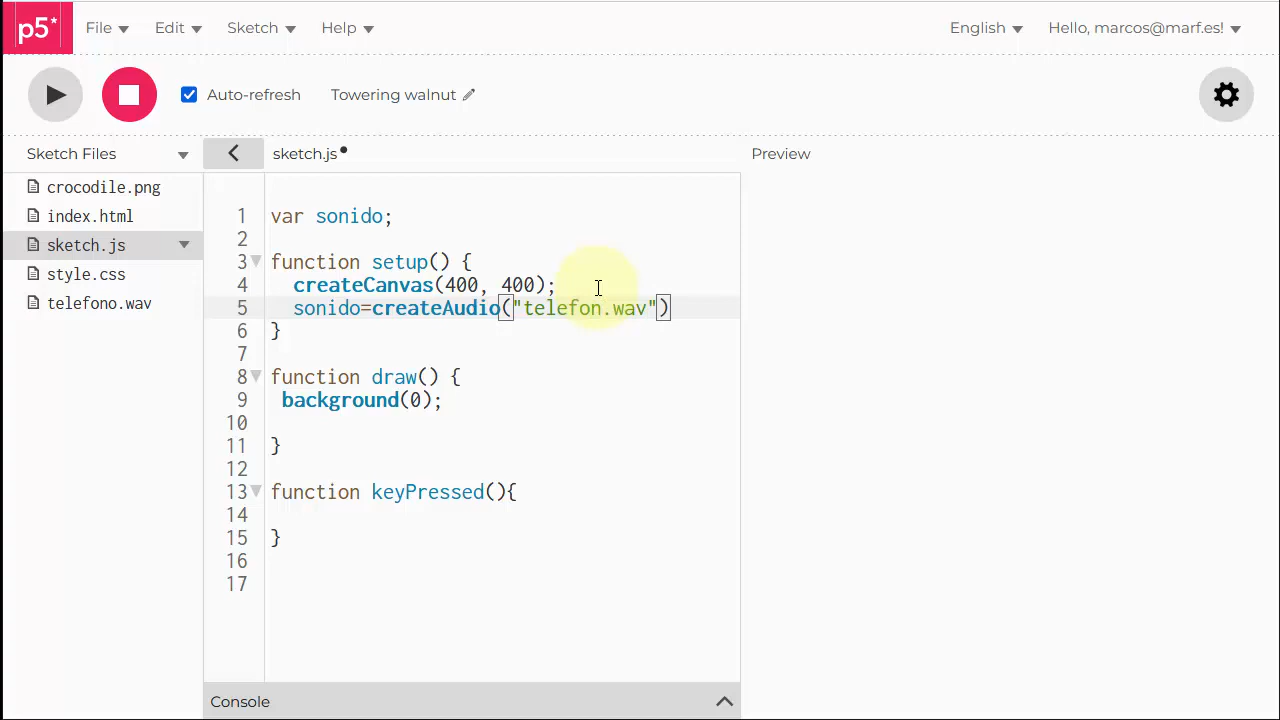 p5*
File Edit Sketch Help English Hello, marcos@marf.es!
Auto-refresh Towering walnut
Sketch Files
crocodile.png
index.html
sketch.js
style.css
telefono.wav
sketch.js
1 var sonido;
2
3 function setup() {
4 createCanvas(400, 400);
5 sonido=createAudio("telefon.wav")
6 }
7
8 function draw() {
9 background(0);
10
11 }
12
13 function keyPressed(){
14
15 }
16
17
Console
Preview